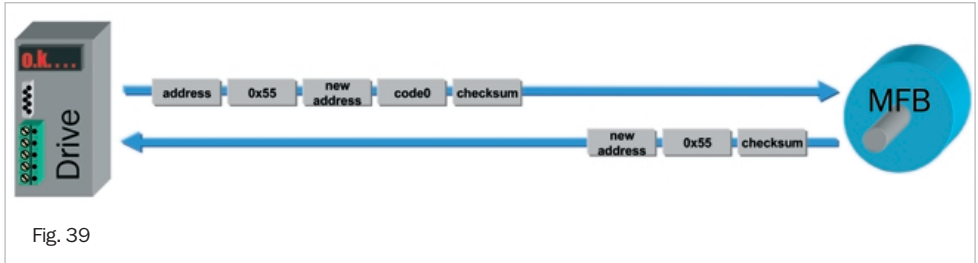 o.k....
Drive
address
0x55
new
address
code0
checksum
MFB
new
address
0x55
checksum
Fig. 39